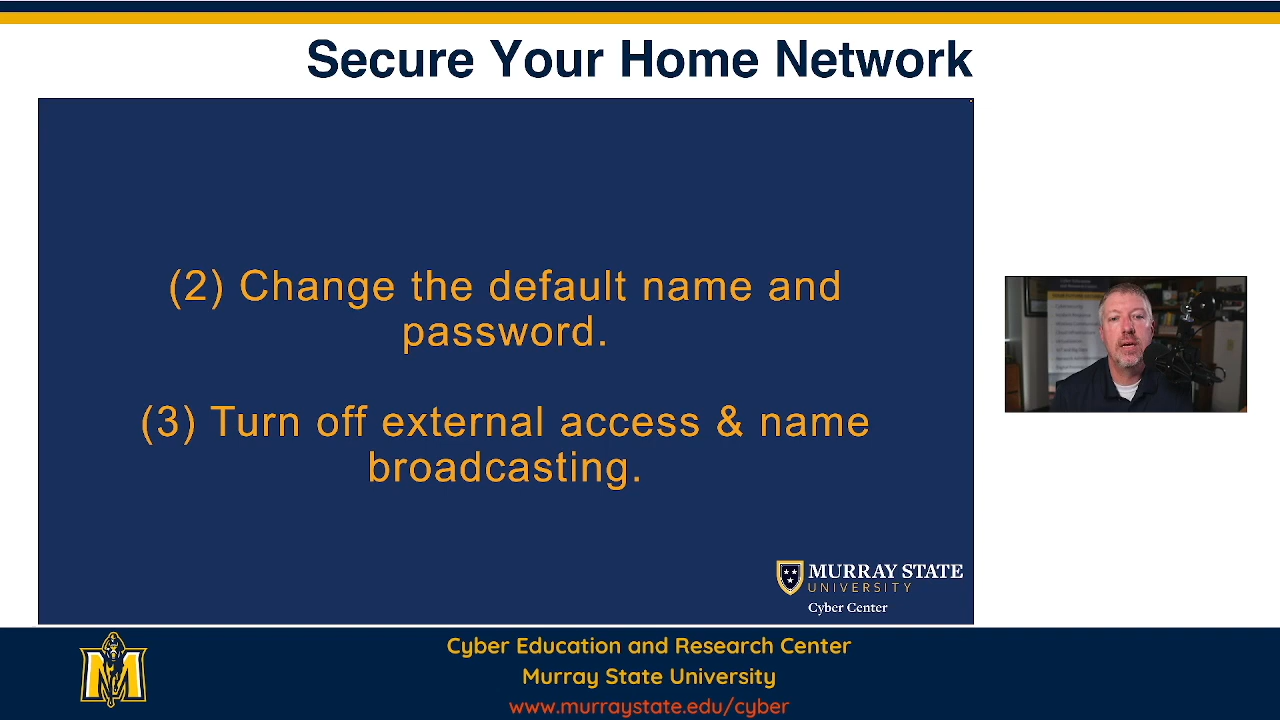 Secure Your Home Network
(2) Change the default name and
password.
(3) Turn off external access & name
broadcasting.
MURRAY STATE
UNIVERSITY
Cyber Center
M
Cyber Education and Research Center
Murray State University
www.murraystate.edu/cyber